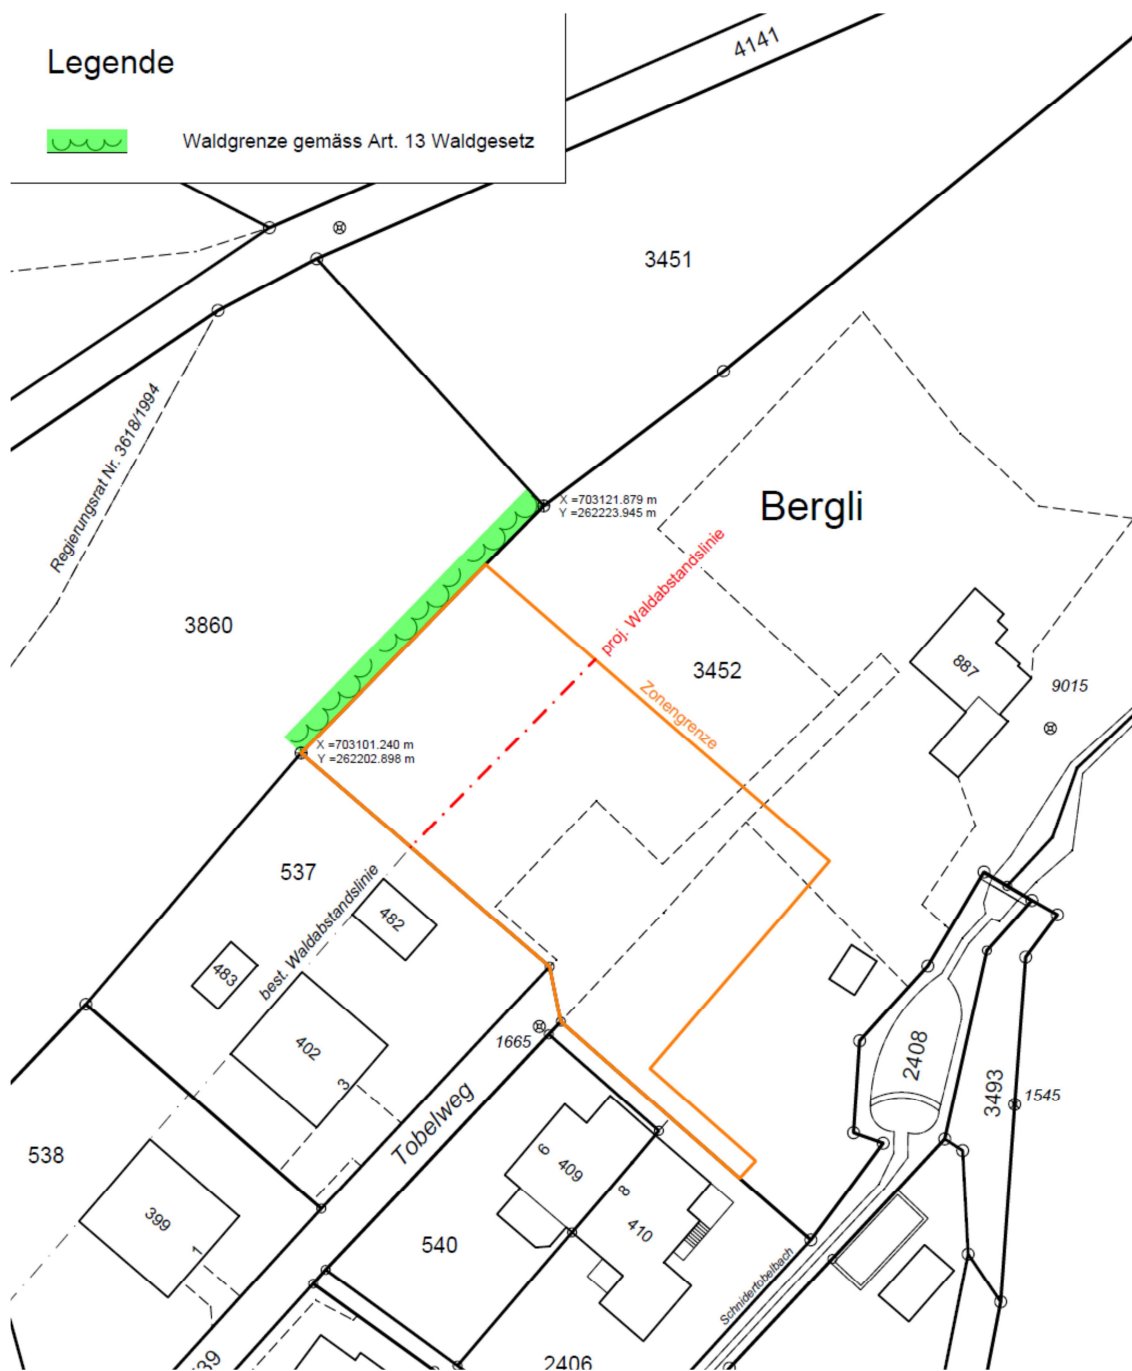 Legende
Waldgrenze gemäss Art. 13 Waldgesetz
4141
3451
Regierungsrat Nr. 3618/1994
X =703121.879 m
Y =262223.945 m
Bergli
proj. Waldabstandslinie
3860
3452
887
9015
Zonengrenze
X =703101.240 m
Y =262202.898 m
537
482
best. Waldabstandslinie
483
402
3
1665
2408
3493
1545
Tobelweg
538
6
409
8
399
1
410
540
Schnidertobelbach
539
2406